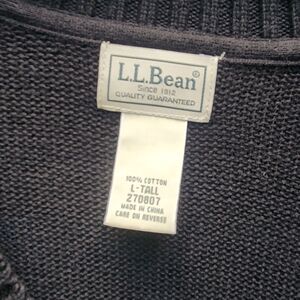 L.L.Bean®
Since 1912
QUALITY GUARANTEED
100% COTTON
L-TALL
270807
MADE IN CHINA
CARE ON REVERSE